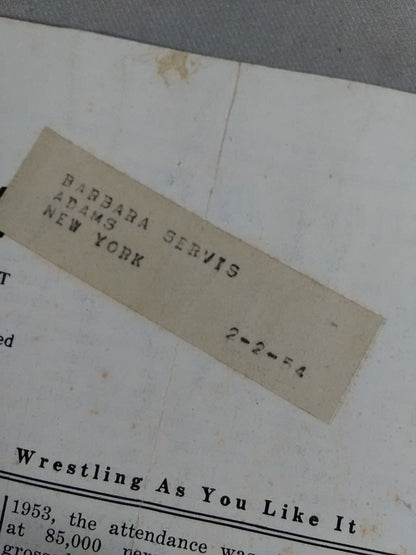 BARBARA SERVIS
ADAMS
NEW YORK
2-2-54
T
ed
Wrestling As You Like It
1953, the attendance was
at 85,000